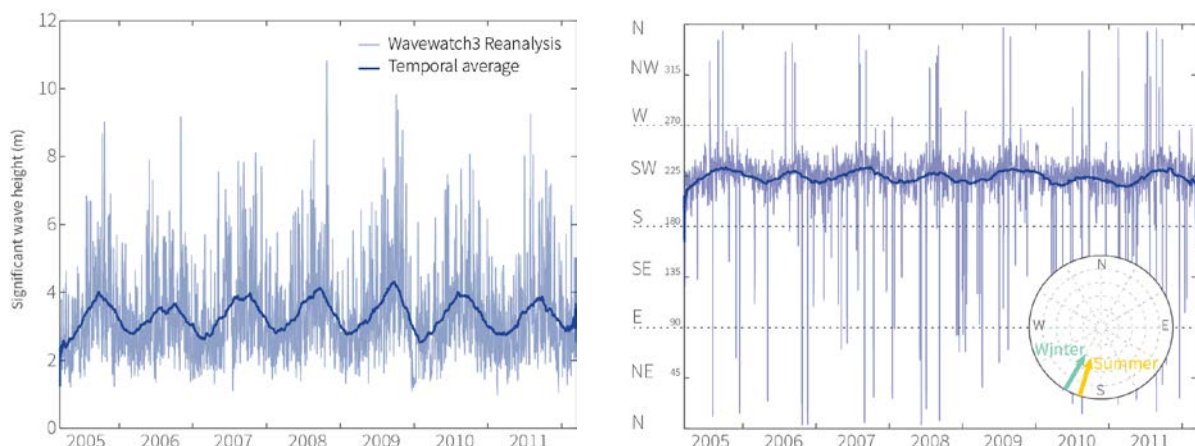 12
10
8
6
4
2
0
Significant wave height (m)
Wavewatch3 Reanalysis
Temporal average
2005 2006 2007 2008 2009 2010 2011
N
NW 315
W 270
SW 225
S 180
SE 135
E 90
NE 45
N
2005 2006 2007 2008 2009 2010 2011
N
W E
Winter
Summer
S